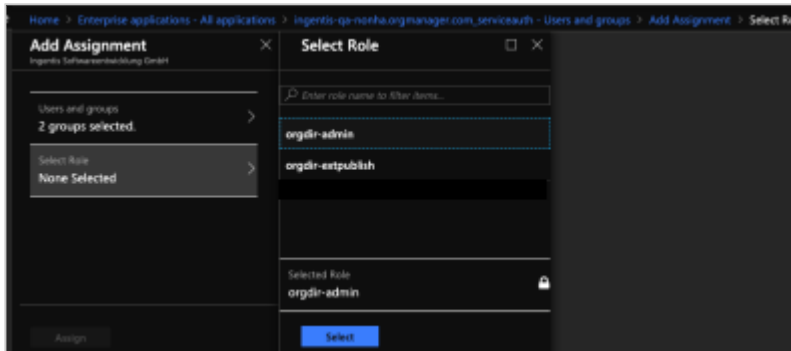 Home > Enterprise applications - All applications > ingentis-qa-nonha.orgmanager.com_serviceauth - Users and groups > Add Assignment > Select R
Add Assignment
Ingentis Softwareentwicklung GmbH
Users and groups
2 groups selected.
Select Role
None Selected
Assign
Select Role
Enter role name to filter items...
orgdir-admin
orgdir-extpublish
Selected Role
orgdir-admin
Select